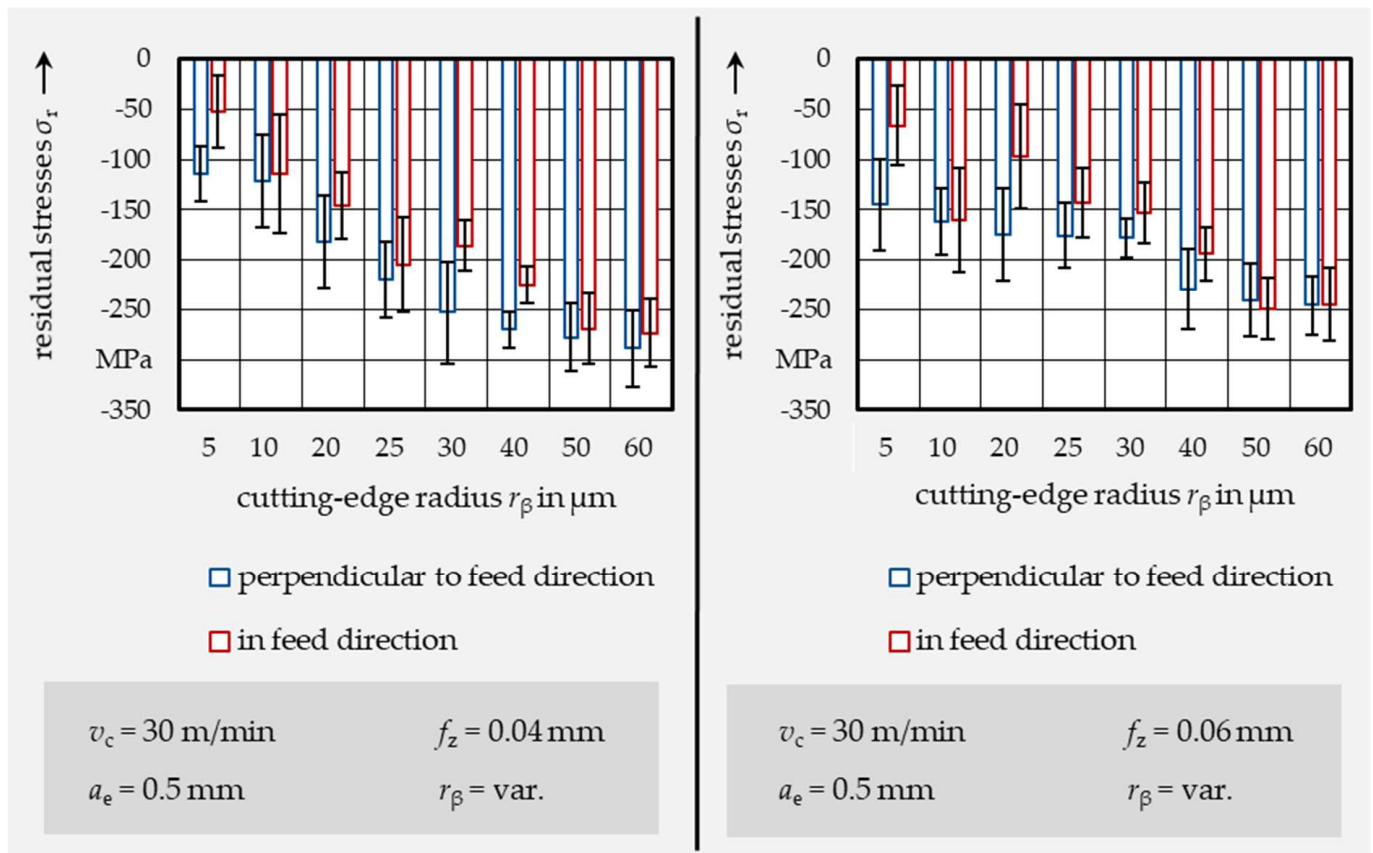 residual stresses σr
0
-50
-100
-150
-200
-250
MPa
-350
5 10 20 25 30 40 50 60
cutting-edge radius rβ in µm
perpendicular to feed direction
in feed direction
vc = 30 m/min fz = 0.04 mm
ae = 0.5 mm rβ = var.
residual stresses σr
0
-50
-100
-150
-200
-250
MPa
-350
5 10 20 25 30 40 50 60
cutting-edge radius rβ in µm
perpendicular to feed direction
in feed direction
vc = 30 m/min fz = 0.06 mm
ae = 0.5 mm rβ = var.